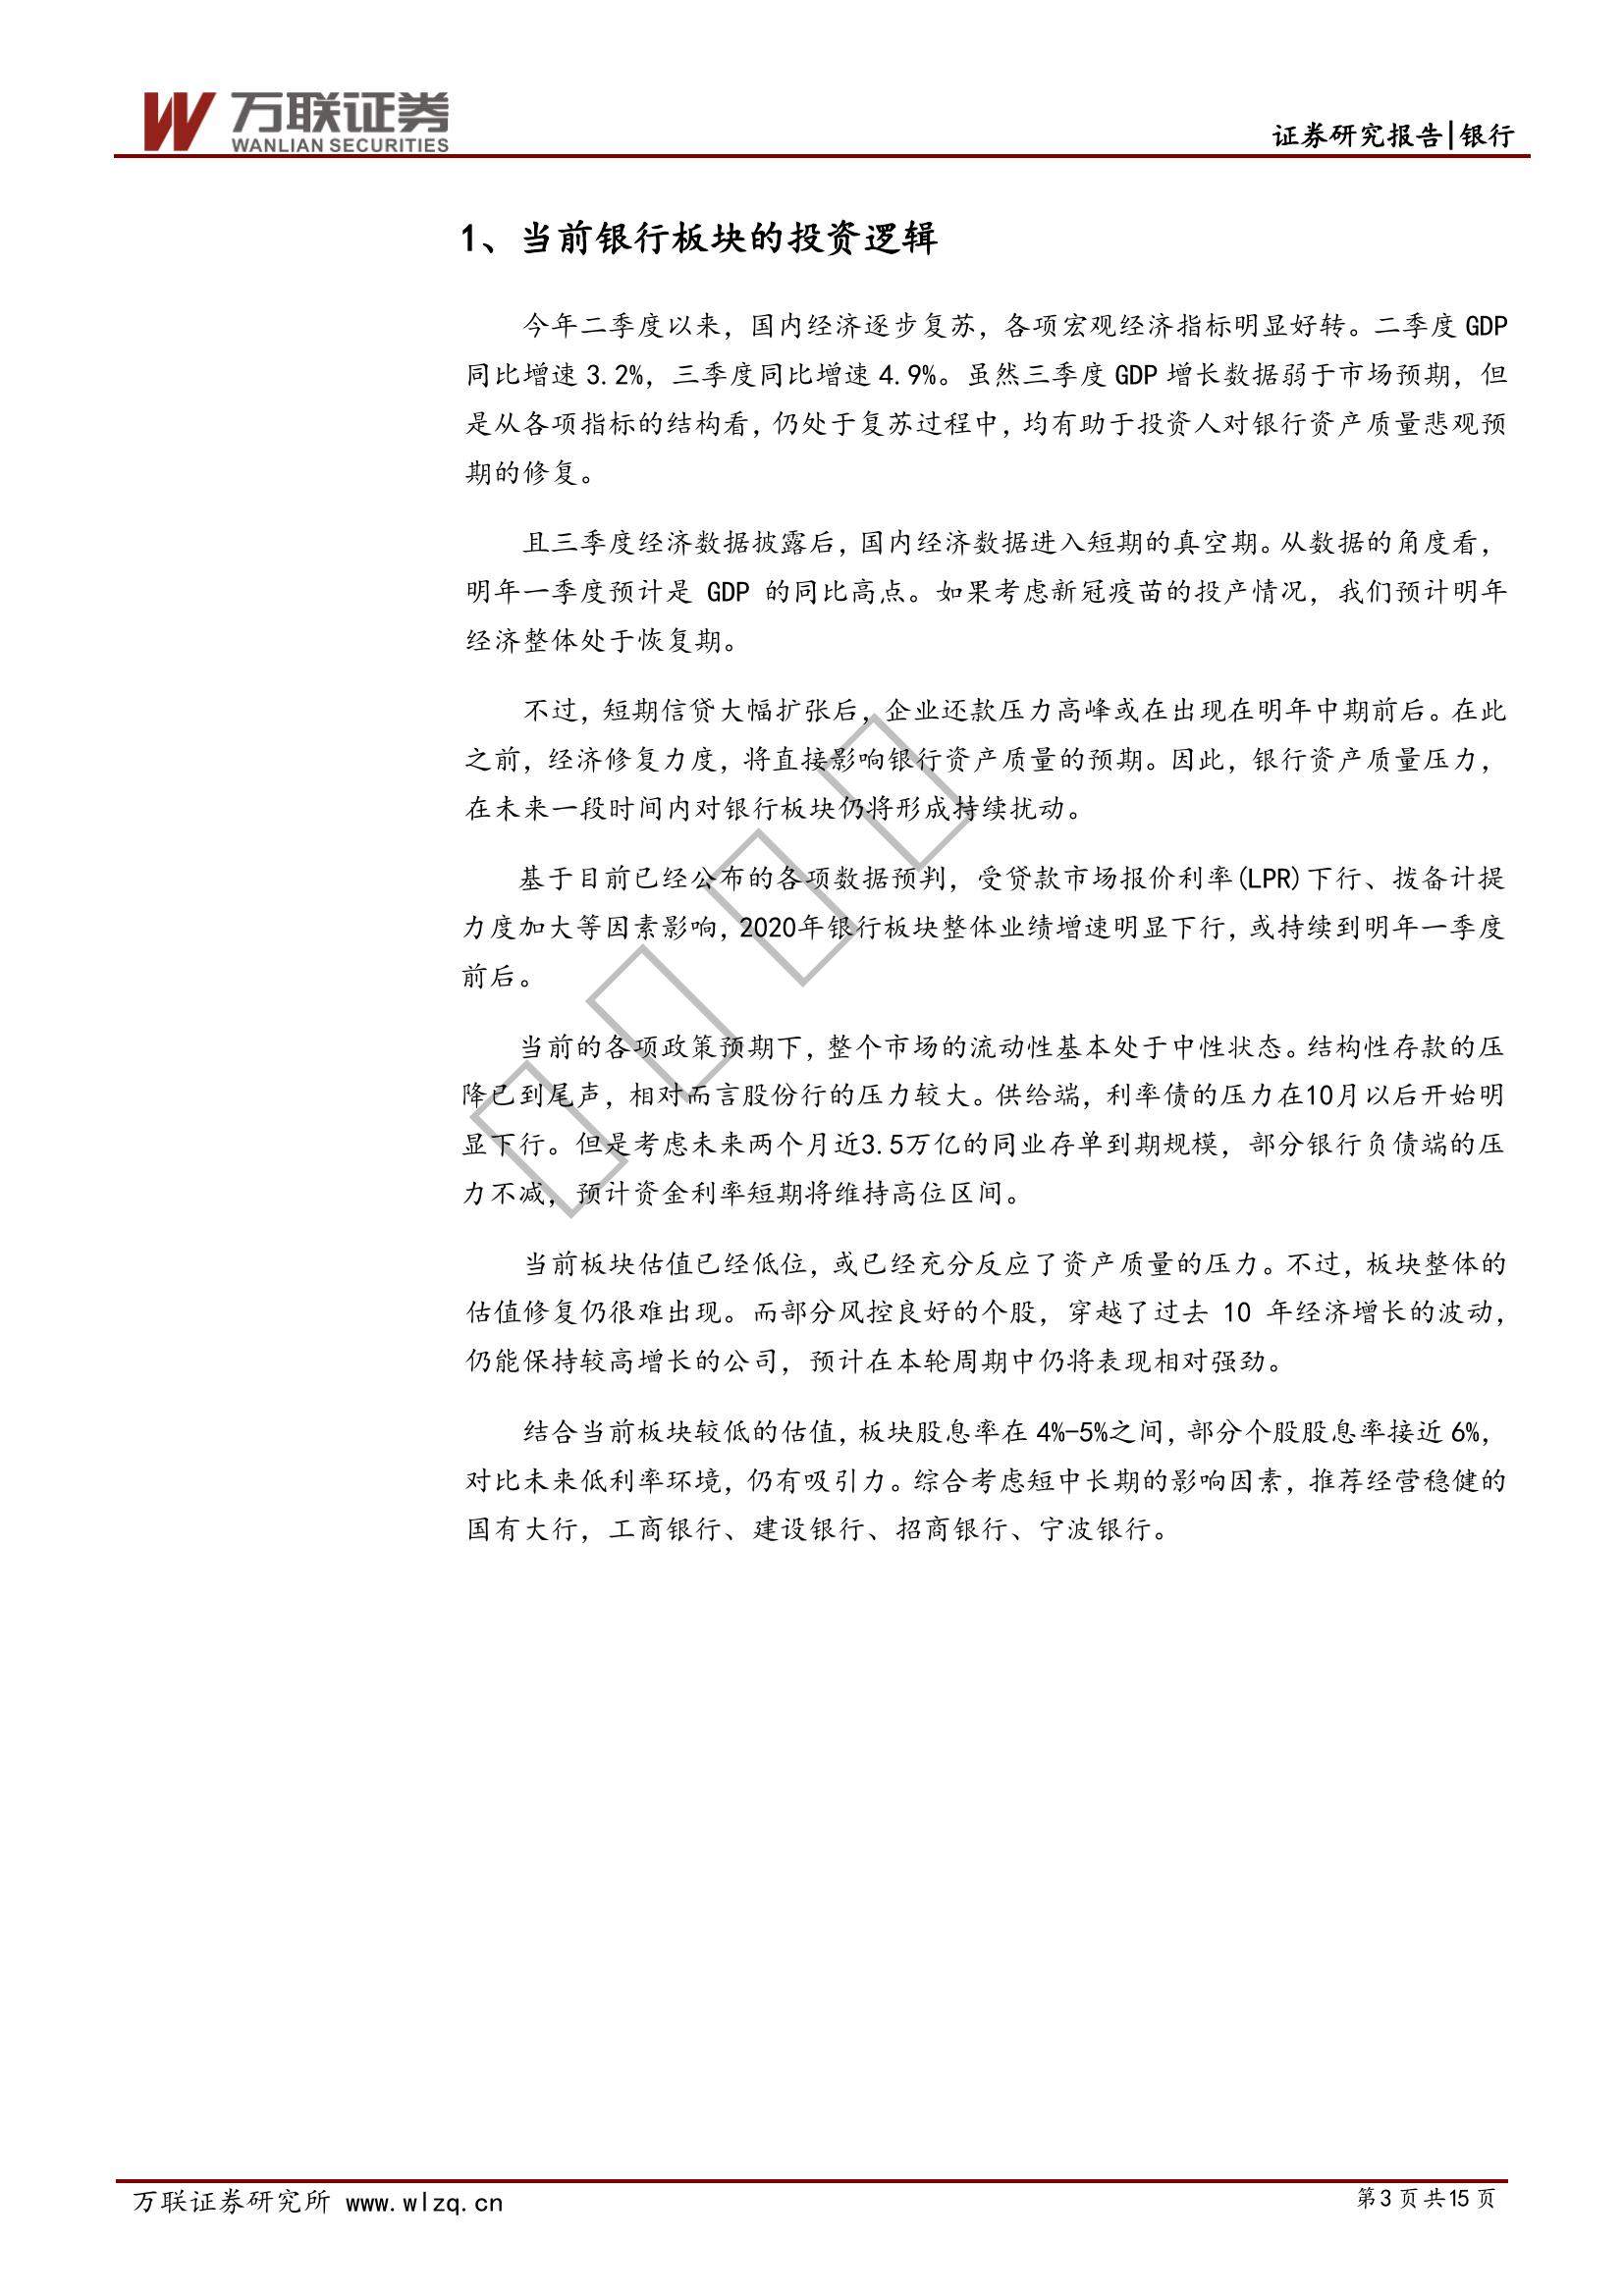 万联证券
WANLIAN SECURITIES
证券研究报告|银行
1、当前银行板块的投资逻辑
今年二季度以来，国内经济逐步复苏，各项宏观经济指标明显好转。二季度 GDP
同比增速 3.2%，三季度同比增速 4.9%。虽然三季度 GDP 增长数据弱于市场预期，但
是从各项指标的结构看，仍处于复苏过程中，均有助于投资人对银行资产质量悲观预
期的修复。
且三季度经济数据披露后，国内经济数据进入短期的真空期。从数据的角度看，
明年一季度预计是 GDP 的同比高点。如果考虑新冠疫苗的投产情况，我们预计明年
经济整体处于恢复期。
不过，短期信贷大幅扩张后，企业还款压力高峰或在出现在明年中期前后。在此
之前，经济修复力度，将直接影响银行资产质量的预期。因此，银行资产质量压力，
在未来一段时间内对银行板块仍将形成持续扰动。
基于目前已经公布的各项数据预判，受贷款市场报价利率(LPR)下行、拨备计提
力度加大等因素影响，2020年银行板块整体业绩增速明显下行，或持续到明年一季度
前后。
当前的各项政策预期下，整个市场的流动性基本处于中性状态。结构性存款的压
降已到尾声，相对而言股份行的压力较大。供给端，利率债的压力在10月以后开始明
显下行。但是考虑未来两个月近3.5万亿的同业存单到期规模，部分银行负债端的压
力不减，预计资金利率短期将维持高位区间。
当前板块估值已经低位，或已经充分反应了资产质量的压力。不过，板块整体的
估值修复仍很难出现。而部分风控良好的个股，穿越了过去 10 年经济增长的波动，
仍能保持较高增长的公司，预计在本轮周期中仍将表现相对强劲。
结合当前板块较低的估值，板块股息率在 4%-5%之间，部分个股股息率接近 6%，
对比未来低利率环境，仍有吸引力。综合考虑短中长期的影响因素，推荐经营稳健的
国有大行，工商银行、建设银行、招商银行、宁波银行。
万联证券研究所 www.wlzq.cn
第3页共15页